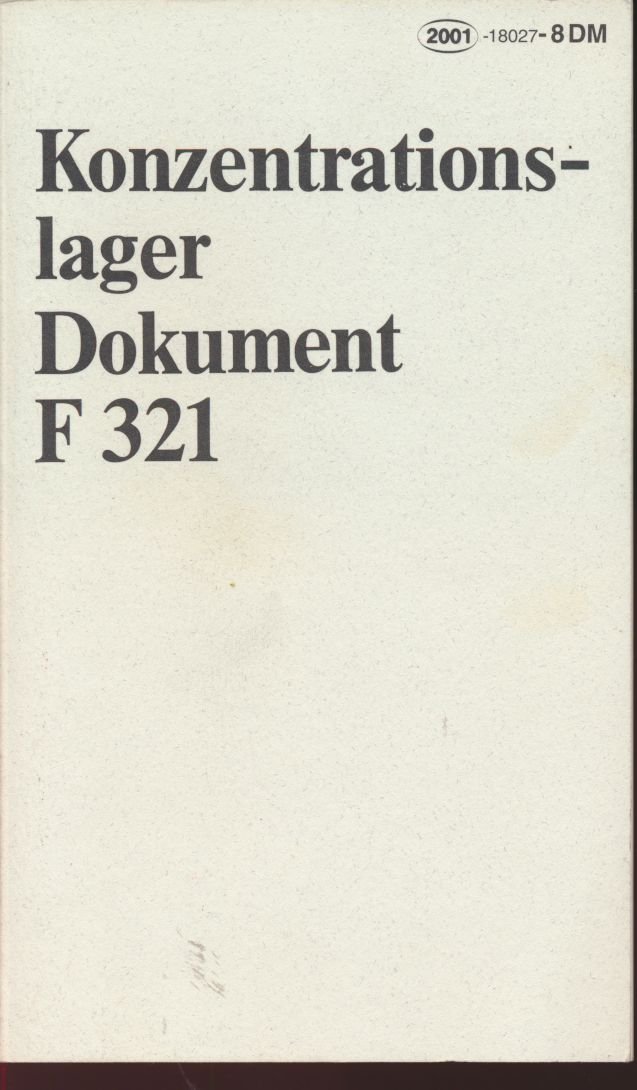 2001 -18027- 8 DM
Konzentrations-
lager
Dokument
F 321